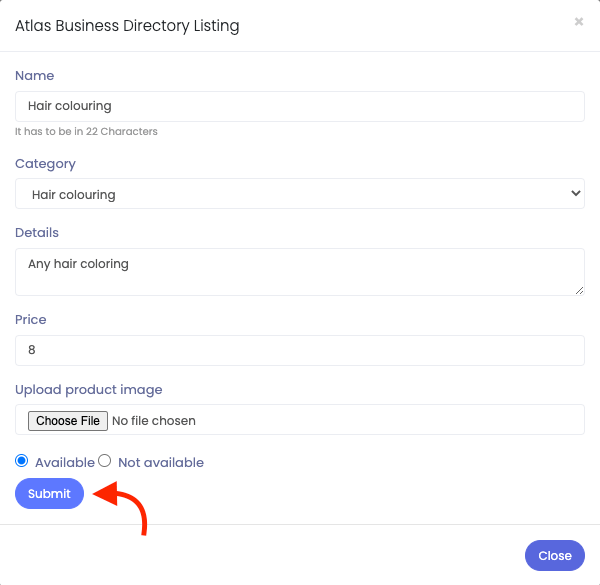 Atlas Business Directory Listing ×
Name
Hair colouring
It has to be in 22 Characters
Category
Hair colouring
Details
Any hair coloring
Price
8
Upload product image
Choose File No file chosen
Available Not available
Submit
Close